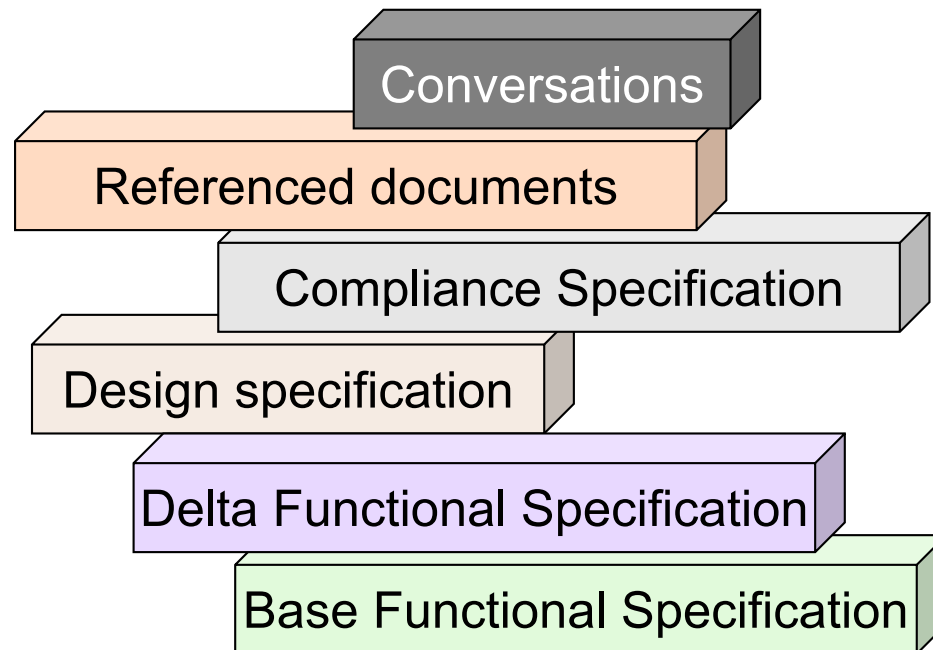 Conversations
Referenced documents
Compliance Specification
Design specification
Delta Functional Specification
Base Functional Specification